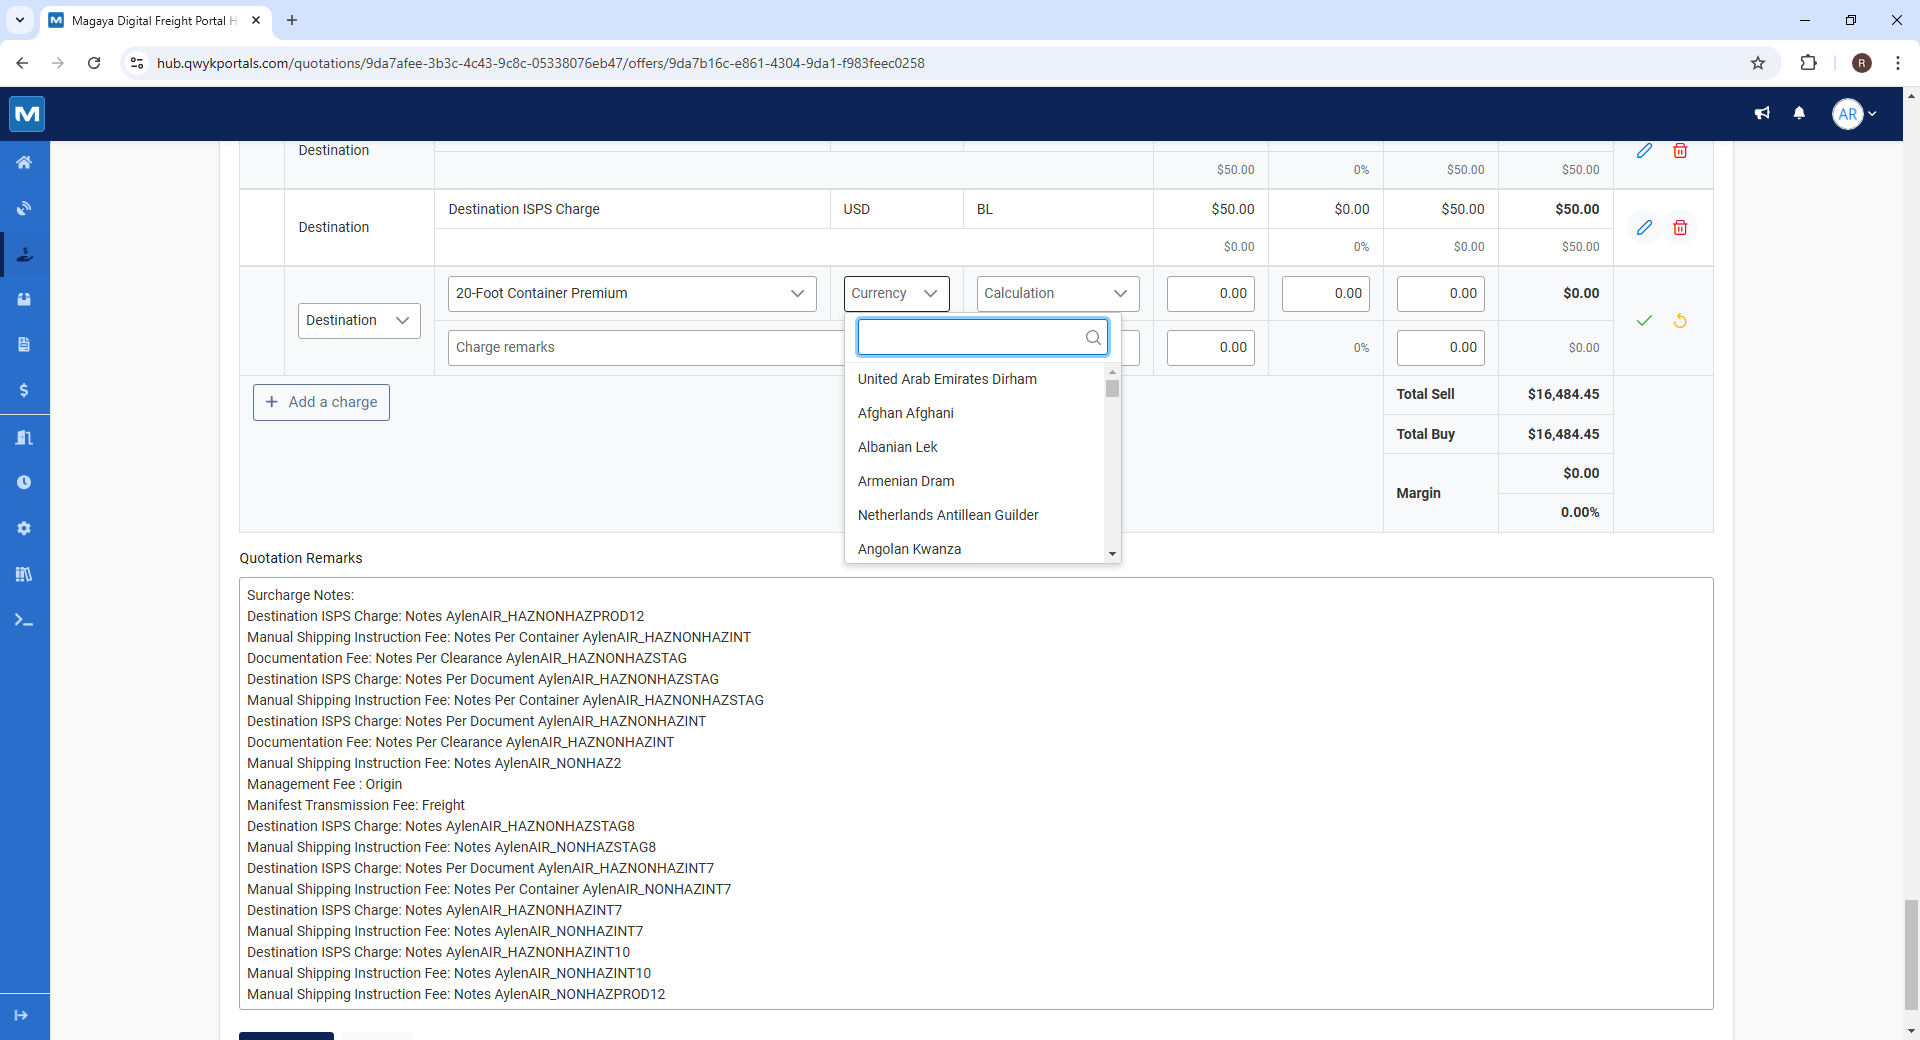 Magaya Digital Freight Portal H
hub.qwykportals.com/quotations/9da7afee-3b3c-4c43-9c8c-05338076eb47/offers/9da7b16c-e861-4304-9da1-f983feec0258
R
AR
Destination
$50.00 0% $50.00 $50.00
Destination ISPS Charge USD BL $50.00 $0.00 $50.00 $50.00
Destination
$0.00 0% $0.00 $50.00
20-Foot Container Premium Currency Calculation 0.00 0.00 0.00 $0.00
Destination
Charge remarks 0.00 0% 0.00 $0.00
United Arab Emirates Dirham
Afghan Afghani
Albanian Lek
Armenian Dram
Netherlands Antillean Guilder
Angolan Kwanza
+ Add a charge
Total Sell $16,484.45
Total Buy $16,484.45
Margin $0.00
0.00%
Quotation Remarks
Surcharge Notes:
Destination ISPS Charge: Notes AylenAIR_HAZNONHAZPROD12
Manual Shipping Instruction Fee: Notes Per Container AylenAIR_HAZNONHAZINT
Documentation Fee: Notes Per Clearance AylenAIR_HAZNONHAZSTAG
Destination ISPS Charge: Notes Per Document AylenAIR_HAZNONHAZSTAG
Manual Shipping Instruction Fee: Notes Per Container AylenAIR_HAZNONHAZSTAG
Destination ISPS Charge: Notes Per Document AylenAIR_HAZNONHAZINT
Documentation Fee: Notes Per Clearance AylenAIR_HAZNONHAZINT
Manual Shipping Instruction Fee: Notes AylenAIR_NONHAZ2
Management Fee : Origin
Manifest Transmission Fee: Freight
Destination ISPS Charge: Notes AylenAIR_HAZNONHAZSTAG8
Manual Shipping Instruction Fee: Notes AylenAIR_NONHAZSTAG8
Destination ISPS Charge: Notes Per Document AylenAIR_HAZNONHAZINT7
Manual Shipping Instruction Fee: Notes Per Container AylenAIR_NONHAZINT7
Destination ISPS Charge: Notes AylenAIR_HAZNONHAZINT7
Manual Shipping Instruction Fee: Notes AylenAIR_NONHAZINT7
Destination ISPS Charge: Notes AylenAIR_HAZNONHAZINT10
Manual Shipping Instruction Fee: Notes AylenAIR_NONHAZINT10
Manual Shipping Instruction Fee: Notes AylenAIR_NONHAZPROD12